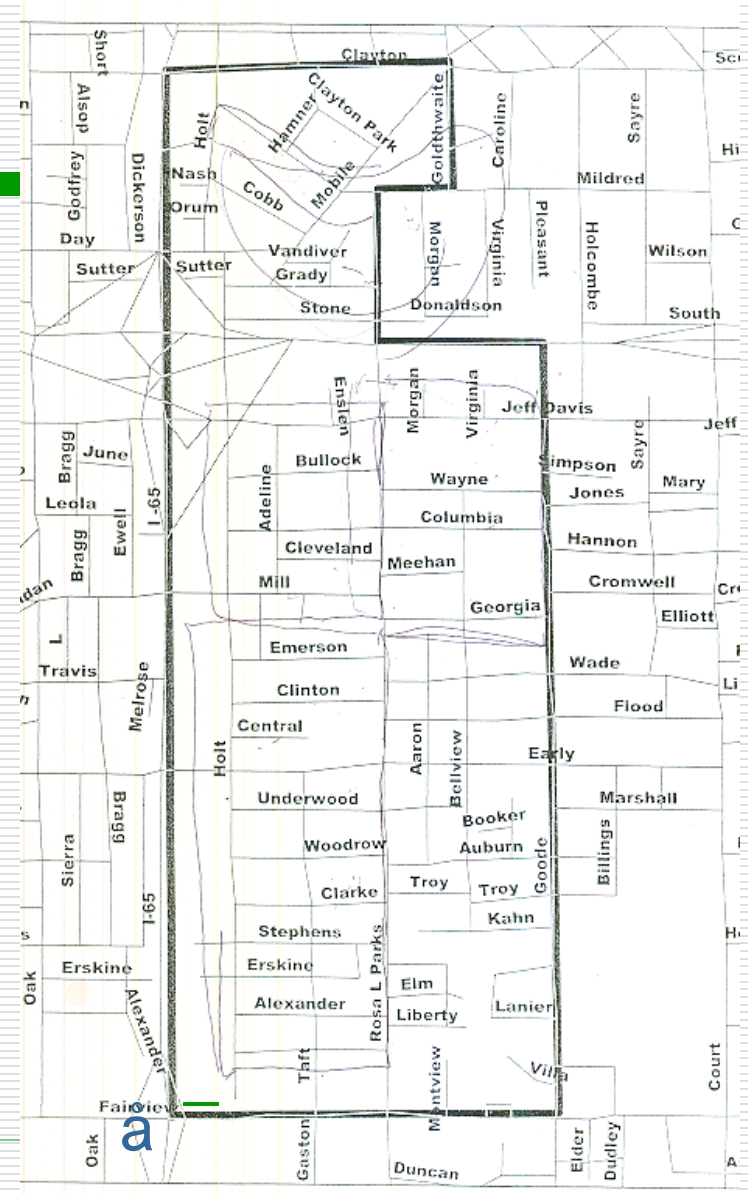 Clayton
Short
Sc
Alsop
Holt
Hamner
Clayton Park
Goldthwaite
Caroline
Sayre
n
Godfrey
Dickerson
Nash
Cobb
Mobile
Mildred
Hi
Orum
Morgan
Virginia
Pleasant
Holcombe
Day
Vandiver
Wilson
Sutter
Sutter
Grady
Stone
Donaldson
South
Enslen
Morgan
Virginia
Jeff Davis
Sayre
Jeff
Bragg
June
Bullock
impson
Leola
I-65
Adeline
Wayne
Jones
Mary
Ewell
Columbia
Bragg
Cleveland
Meehan
Hannon
dan
Mill
Georgia
Cromwell
Cr
L
Emerson
Elliott
Travis
Wade
Melrose
Clinton
Li
Central
Flood
Holt
Aaron
Bellview
Early
Bragg
Underwood
Marshall
Sierra
Woodrow
Booker
Auburn
Goode
Billings
I-65
Clarke
Troy
Troy
Kahn
s
Stephens
H
Oak
Erskine
Erskine
Rosa L Parks
Elm
Alexander
Alexander
Liberty
Lanier
Taft
Montview
Villa
Court
Fairview
å
Oak
Gaston
Duncan
Elder
Dudley
A